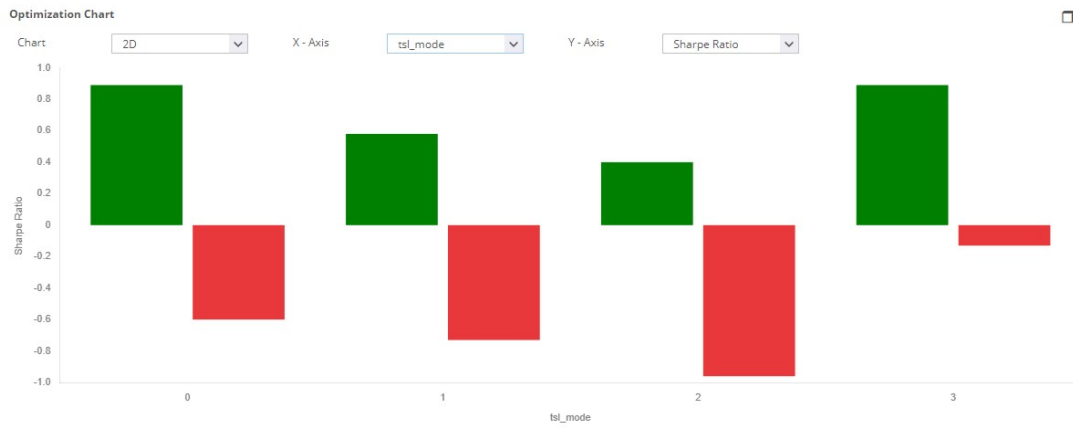 Optimization Chart
Chart 2D X - Axis tsl_mode Y - Axis Sharpe Ratio
1.0
0.8
0.6
0.4
0.2
0
-0.2
-0.4
-0.6
-0.8
-1.0
Sharpe Ratio
0 1 2 3
tsl_mode